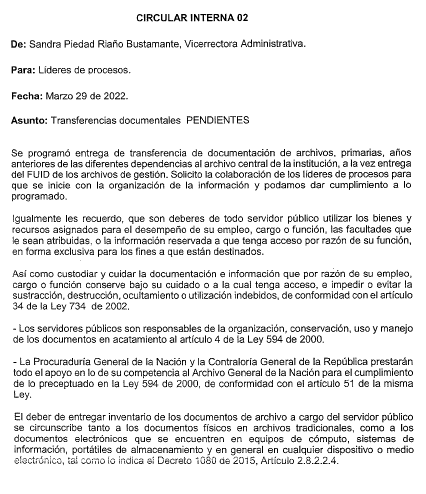 CIRCULAR INTERNA 02
De: Sandra Piedad Riaño Bustamante, Vicerrectora Administrativa.
Para: Líderes de procesos.
Fecha: Marzo 29 de 2022.
Asunto: Transferencias documentales PENDIENTES
Se programó entrega de transferencia de documentación de archivos, primarias, años
anteriores de las diferentes dependencias al archivo central de la institución, a la vez entrega
del FUID de los archivos de gestión. Solicito la colaboración de los líderes de procesos para
que se inicie con la organización de la información y podamos dar cumplimiento a lo
programado.
Igualmente les recuerdo, que son deberes de todo servidor público utilizar los bienes y
recursos asignados para el desempeño de su empleo, cargo o función, las facultades que
le sean atribuidas, o la información reservada a que tenga acceso por razón de su función,
en forma exclusiva para los fines a que están destinados.
Así como custodiar y cuidar la documentación e información que por razón de su empleo,
cargo o función conserve bajo su cuidado o a la cual tenga acceso, e impedir o evitar la
sustracción, destrucción, ocultamiento o utilización indebidos, de conformidad con el artículo
34 de la Ley 734 de 2002.
- Los servidores públicos son responsables de la organización, conservación, uso y manejo
de los documentos en acatamiento al artículo 4 de la Ley 594 de 2000.
- La Procuraduría General de la Nación y la Contraloría General de la República prestarán
todo el apoyo en lo de su competencia al Archivo General de la Nación para el cumplimiento
de lo preceptuado en la Ley 594 de 2000, de conformidad con el artículo 51 de la misma
Ley.
El deber de entregar inventario de los documentos de archivo a cargo del servidor público
se circunscribe tanto a los documentos físicos en archivos tradicionales, como a los
documentos electrónicos que se encuentren en equipos de cómputo, sistemas de
información, portátiles de almacenamiento y en general en cualquier dispositivo o medio
electrónico, tal como lo indica el Decreto 1080 de 2015, Artículo 2.8.2.2.4.